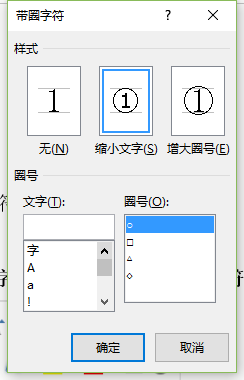 带圈字符 ? ×
样式
1 ① ①
无(N) 缩小文字(S) 增大圈号(E)
圈号
文字(T): 圈号(O):
字 ○
A □
a △
! ◇
确定 取消